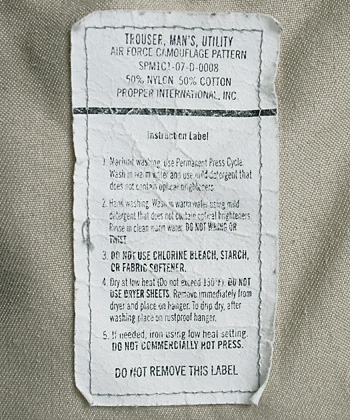 TROUSER, MAN'S, UTILITY
AIR FORCE CAMOUFLAGE PATTERN
SPM1C1-07-D-0008
50% NYLON 50% COTTON
PROPPER INTERNATIONAL, INC.
Instruction Label
1. Machine washing, use Permanent Press Cycle.
Wash in warm water and use mild detergent that
does not contain optical brighteners.
2. Hand washing. Wash in warm water using mild
detergent that does not contain optical brighteners.
Rinse in clean warm water. DO NOT WRING OR
TWIST.
3. DO NOT USE CHLORINE BLEACH, STARCH,
OR FABRIC SOFTENER.
4. Dry at low heat (Do not exceed 130°F). DO NOT
USE DRYER SHEETS. Remove immediately from
dryer and place on hanger. To drip dry, after
washing place on rustproof hanger.
5. If needed, iron using low heat setting.
DO NOT COMMERCIALLY HOT PRESS.
DO NOT REMOVE THIS LABEL